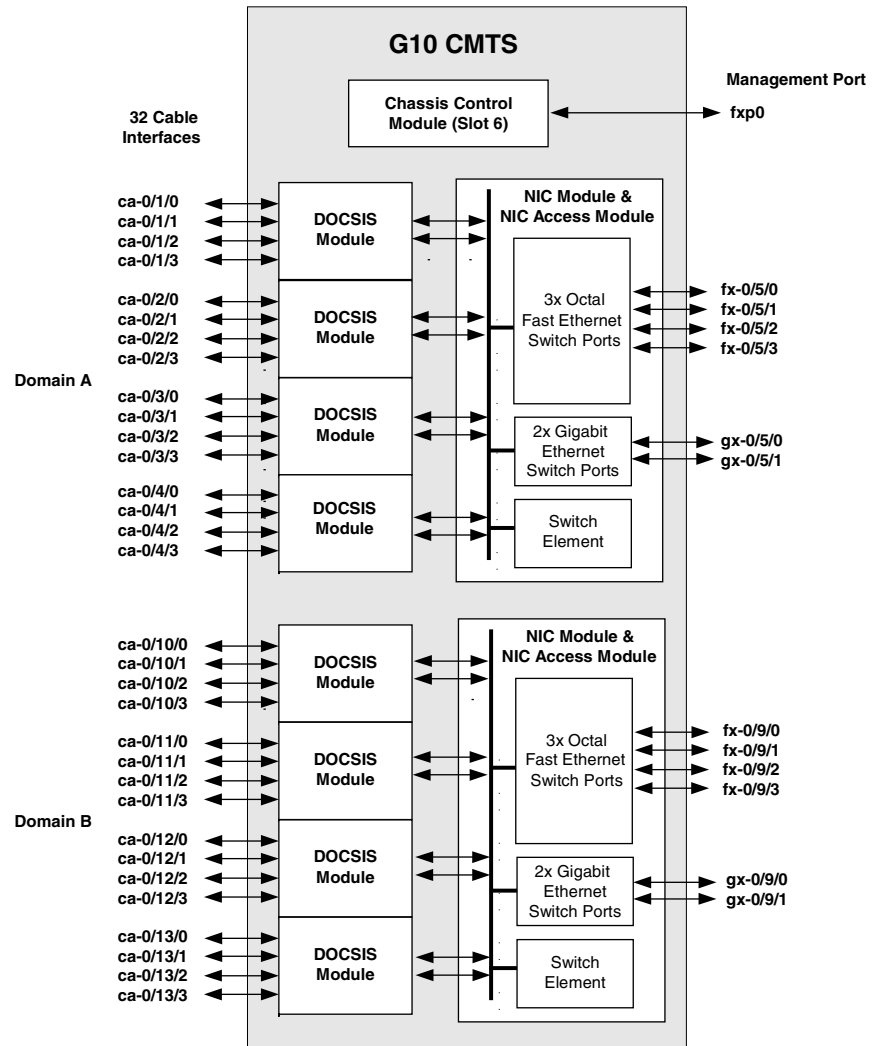 G10 CMTS
Management Port
Chassis Control
Module (Slot 6)
fxp0
32 Cable
Interfaces
ca-0/1/0
ca-0/1/1
ca-0/1/2
ca-0/1/3
DOCSIS
Module
ca-0/2/0
ca-0/2/1
ca-0/2/2
ca-0/2/3
DOCSIS
Module
Domain A
ca-0/3/0
ca-0/3/1
ca-0/3/2
ca-0/3/3
DOCSIS
Module
ca-0/4/0
ca-0/4/1
ca-0/4/2
ca-0/4/3
DOCSIS
Module
NIC Module &
NIC Access Module
3x Octal
Fast Ethernet
Switch Ports
fx-0/5/0
fx-0/5/1
fx-0/5/2
fx-0/5/3
2x Gigabit
Ethernet
Switch Ports
gx-0/5/0
gx-0/5/1
Switch
Element
ca-0/10/0
ca-0/10/1
ca-0/10/2
ca-0/10/3
DOCSIS
Module
ca-0/11/0
ca-0/11/1
ca-0/11/2
ca-0/11/3
DOCSIS
Module
Domain B
ca-0/12/0
ca-0/12/1
ca-0/12/2
ca-0/12/3
DOCSIS
Module
ca-0/13/0
ca-0/13/1
ca-0/13/2
ca-0/13/3
DOCSIS
Module
NIC Module &
NIC Access Module
3x Octal
Fast Ethernet
Switch Ports
fx-0/9/0
fx-0/9/1
fx-0/9/2
fx-0/9/3
2x Gigabit
Ethernet
Switch Ports
gx-0/9/0
gx-0/9/1
Switch
Element